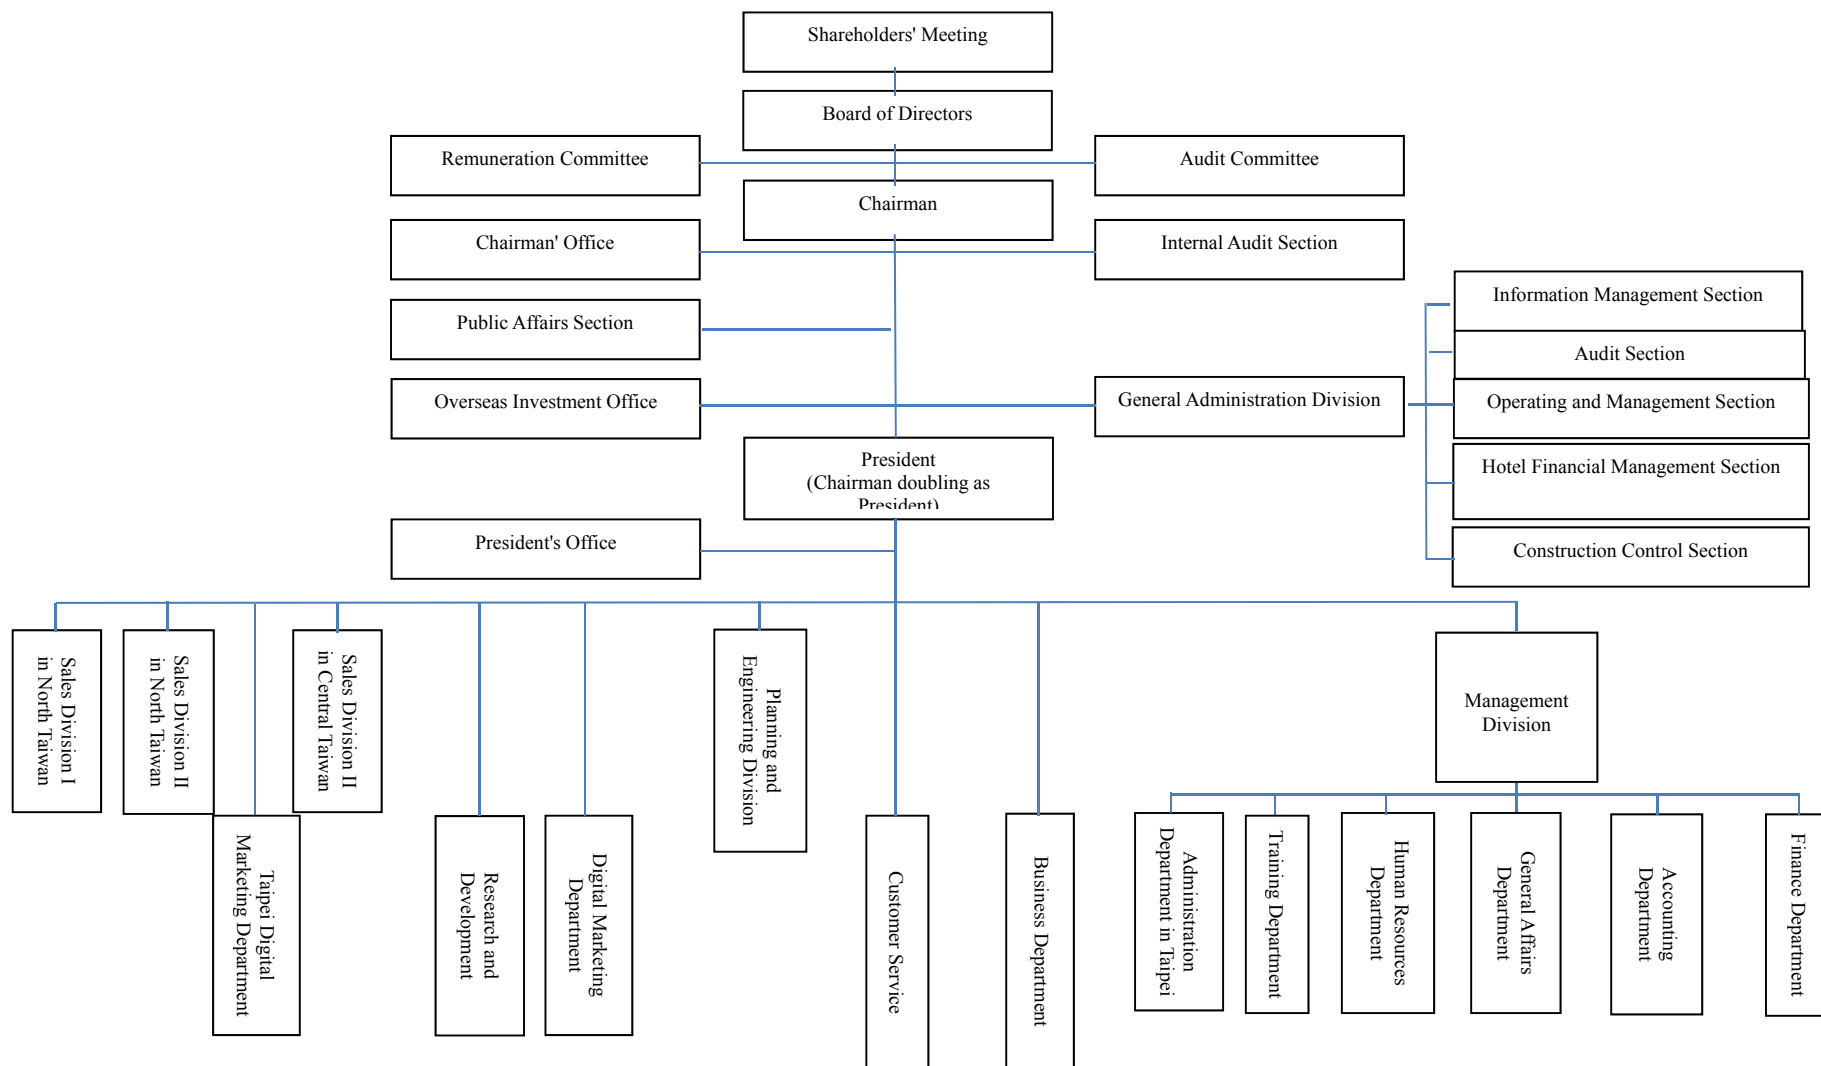 Shareholders' Meeting
Board of Directors
Remuneration Committee
Audit Committee
Chairman
Chairman' Office
Internal Audit Section
Information Management Section
Public Affairs Section
Audit Section
Overseas Investment Office
General Administration Division
Operating and Management Section
President
(Chairman doubling as
President)
Hotel Financial Management Section
President's Office
Construction Control Section
Sales Division I
in North Taiwan
Sales Division II
in North Taiwan
Sales Division II
in Central Taiwan
Planning and
Engineering Division
Management
Division
Taipei Digital
Marketing Department
Research and
Development
Digital Marketing
Department
Customer Service
Business Department
Administration
Department in Taipei
Training Department
Human Resources
Department
General Affairs
Department
Accounting
Department
Finance Department